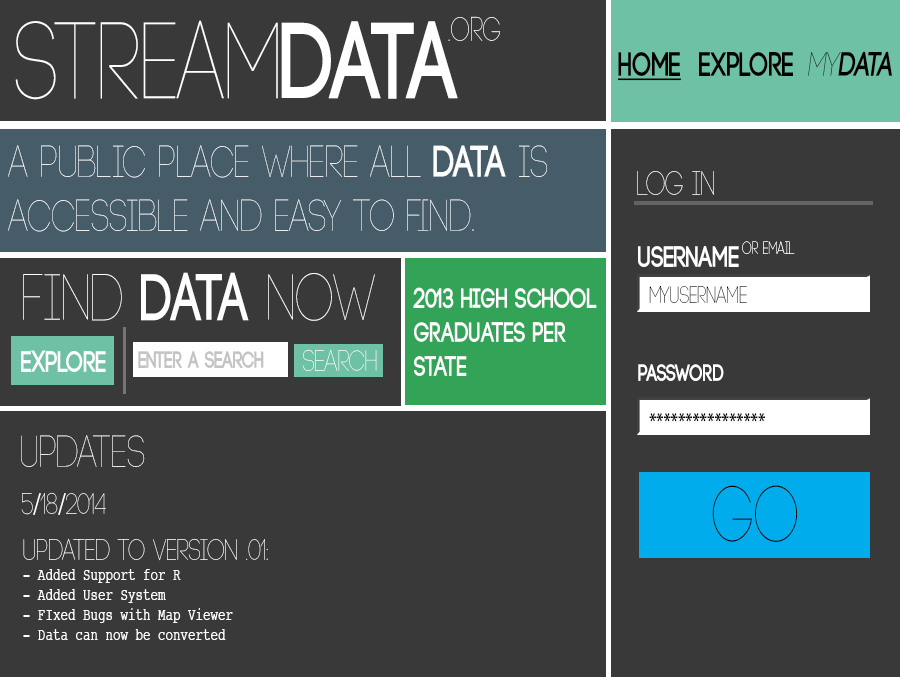 STREAMDATA.ORG
HOME EXPLORE MYDATA
A PUBLIC PLACE WHERE ALL DATA IS
ACCESSIBLE AND EASY TO FIND.
LOG IN
USERNAME OR EMAIL
MYUSERNAME
PASSWORD
****************
GO
FIND DATA NOW
EXPLORE
ENTER A SEARCH
SEARCH
2013 HIGH SCHOOL
GRADUATES PER
STATE
UPDATES
5/18/2014
UPDATED TO VERSION .01:
- Added Support for R
- Added User System
- FIxed Bugs with Map Viewer
- Data can now be converted